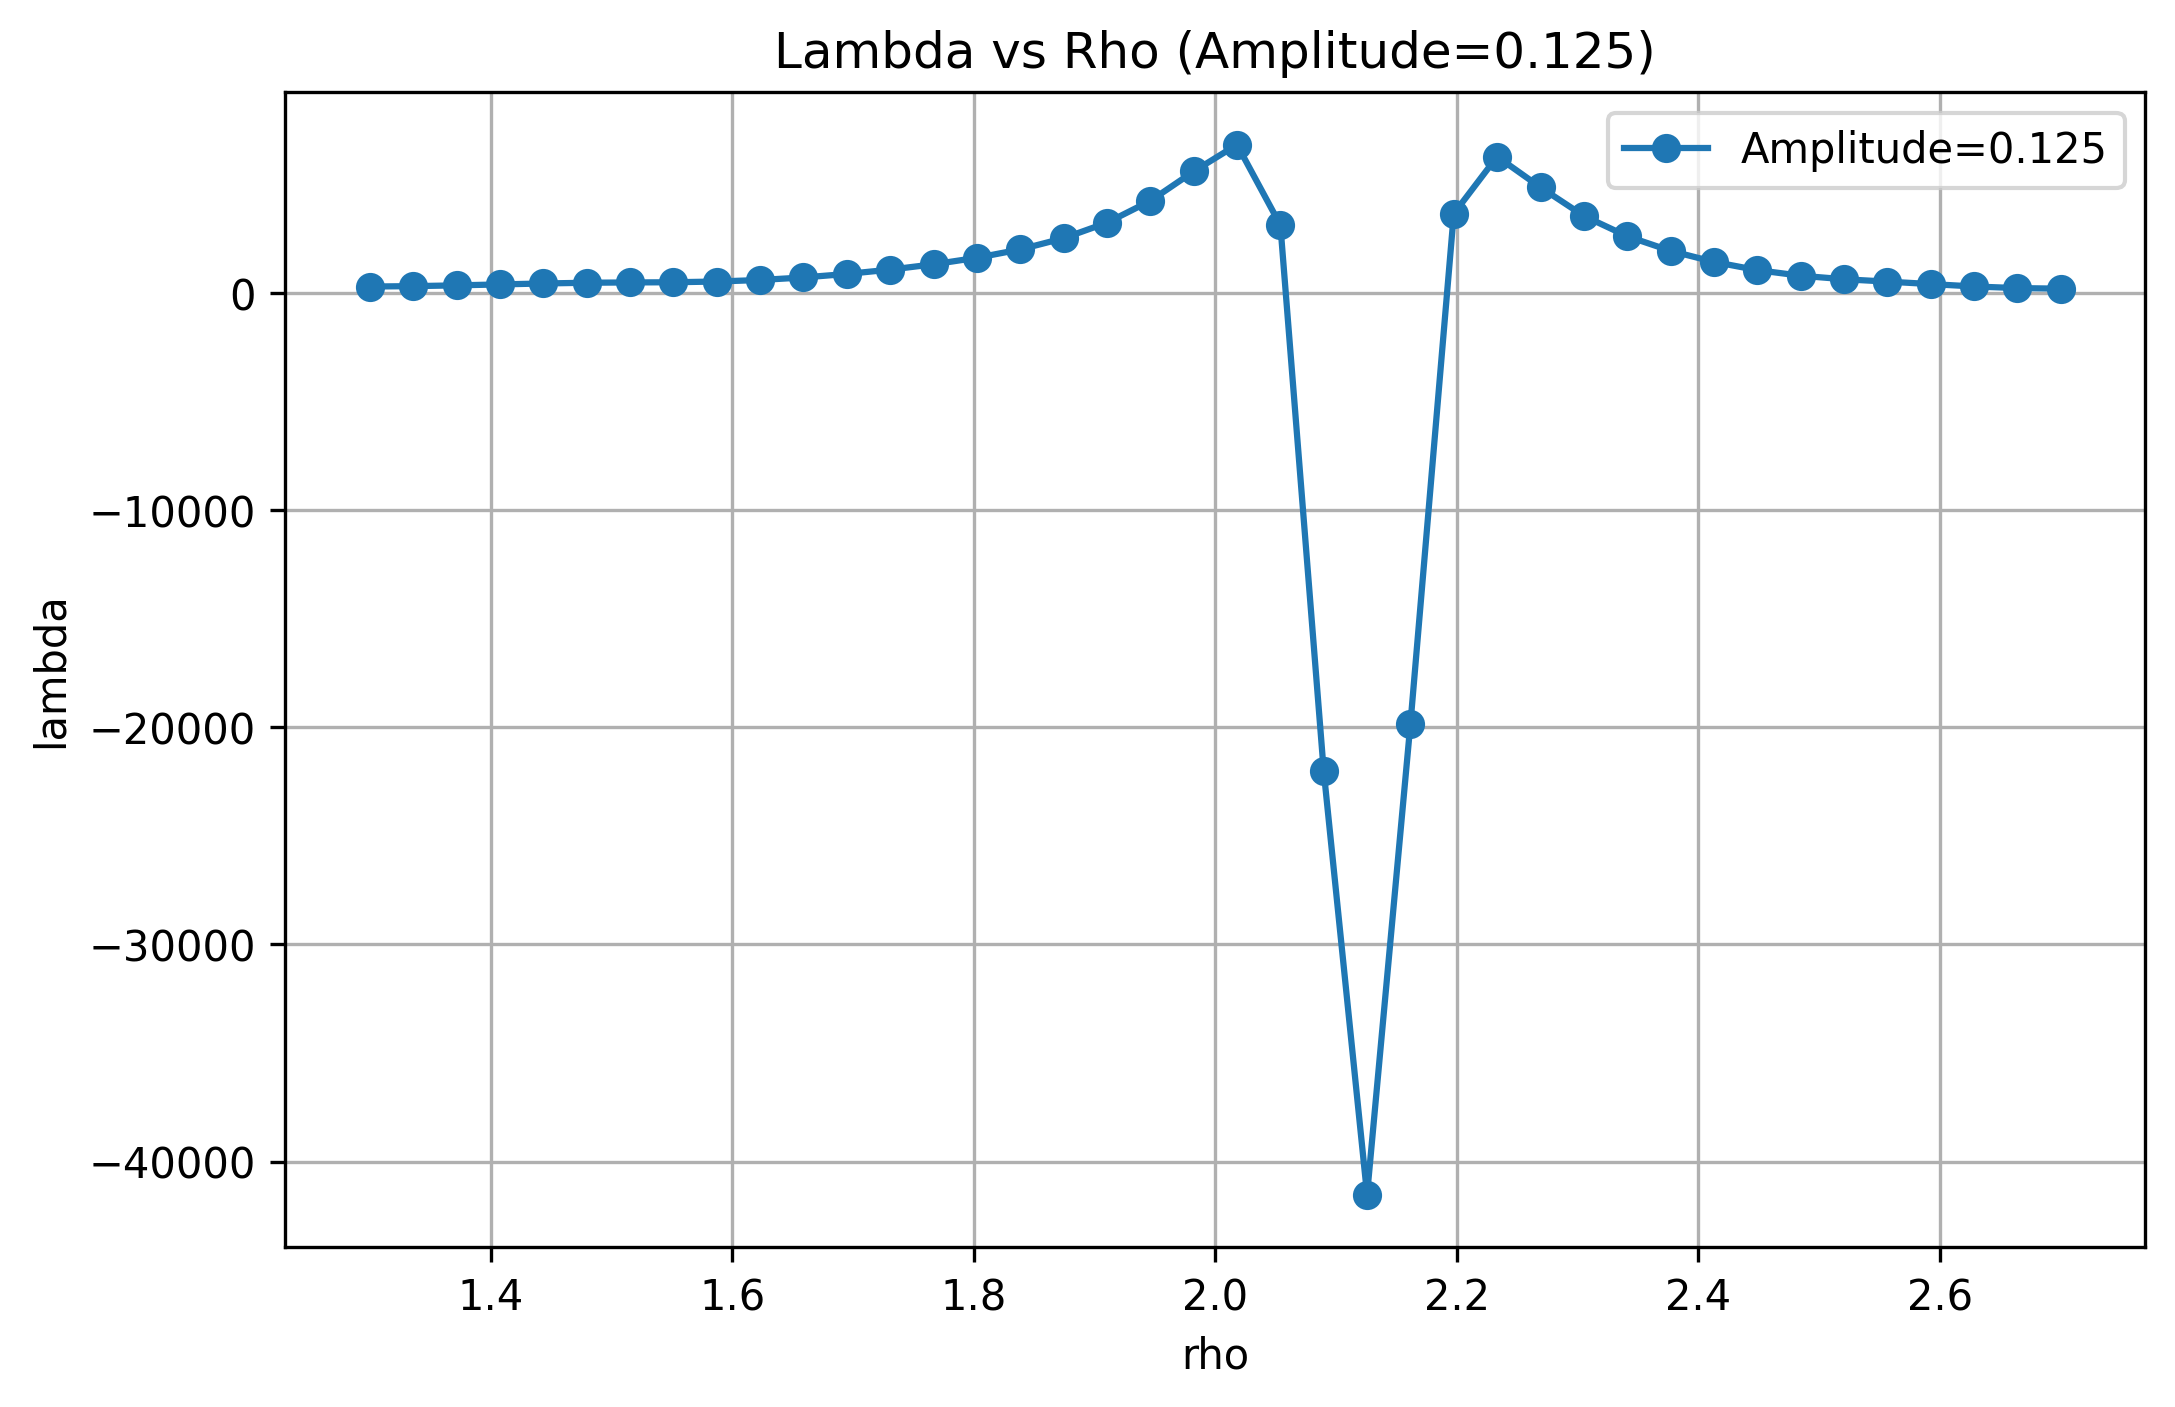 Lambda vs Rho (Amplitude=0.125)
Amplitude=0.125
0
−10000
−20000
−30000
−40000
lambda
1.4 1.6 1.8 2.0 2.2 2.4 2.6
rho